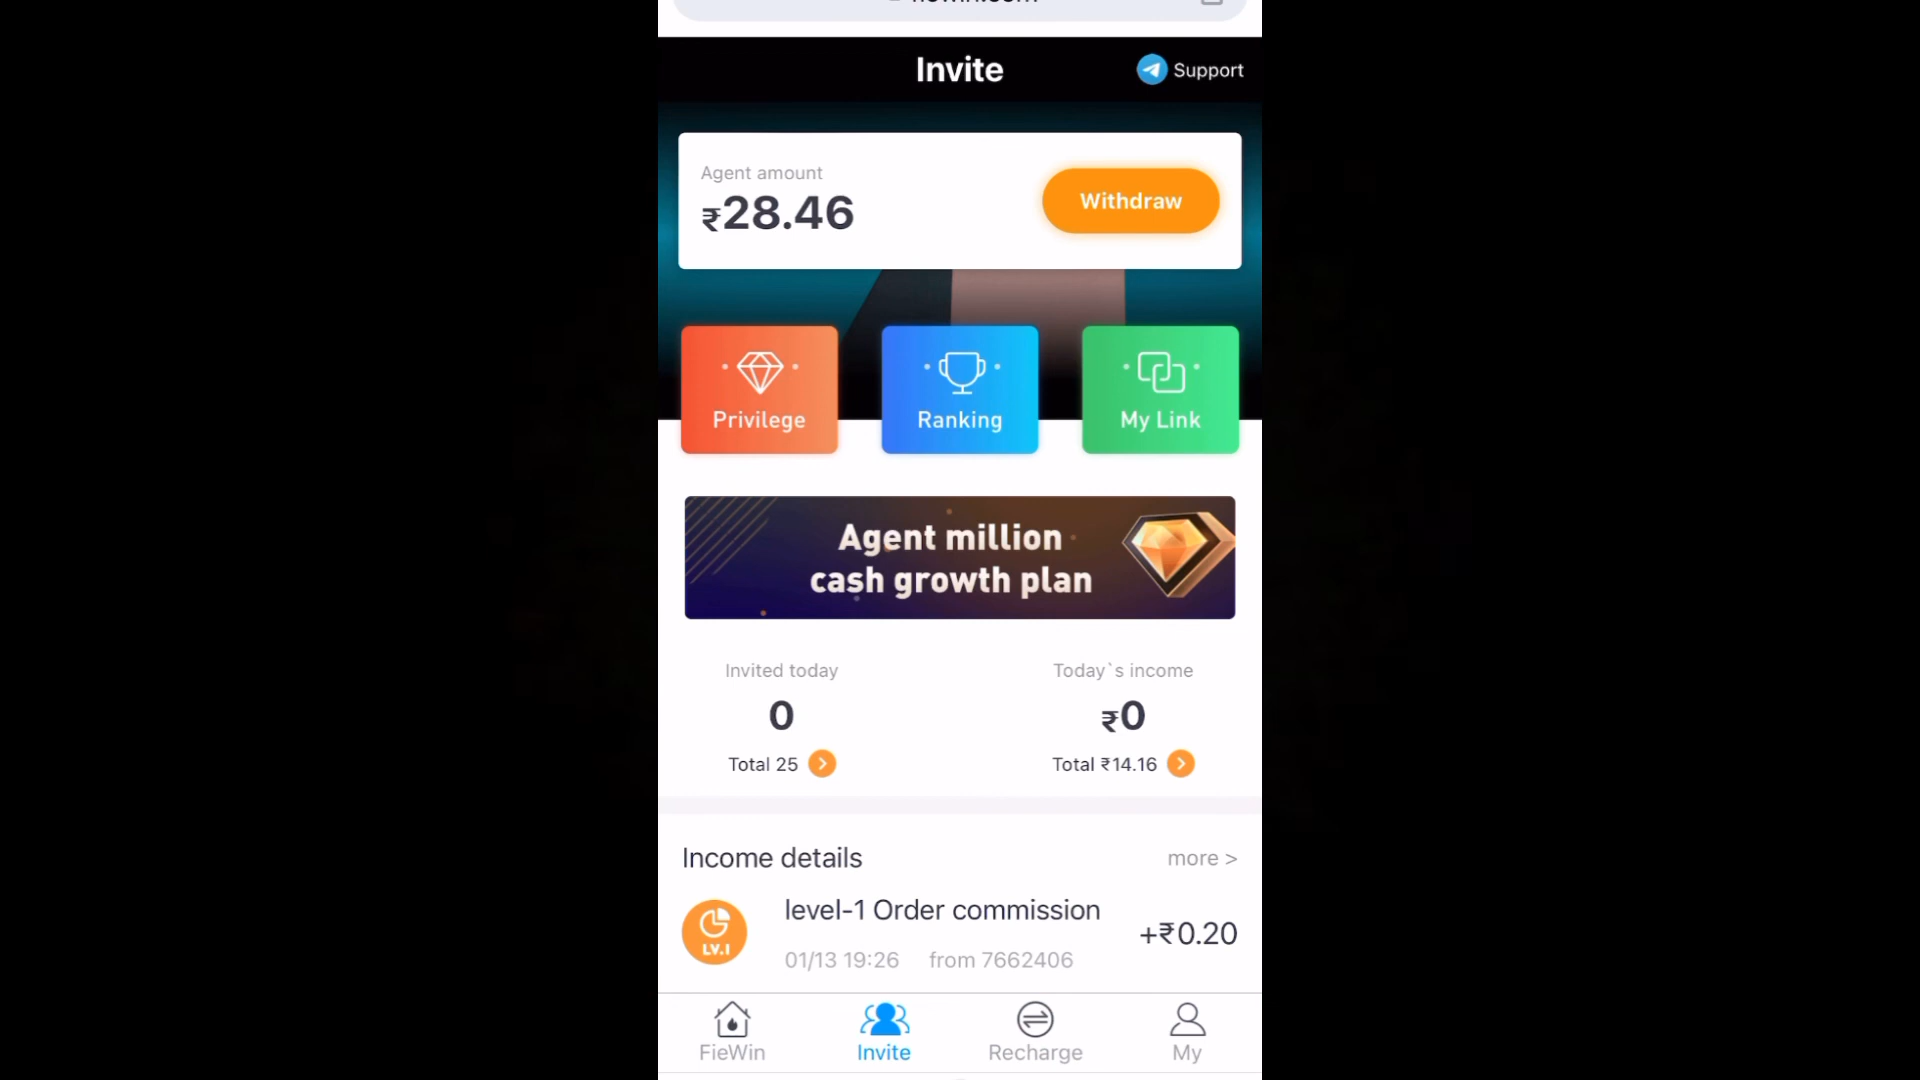 Invite
Support
Agent amount
₹28.46
Withdraw
Privilege
Ranking
My Link
Agent million
cash growth plan
Invited today
Today`s income
0
₹0
Total 25
Total ₹14.16
Income details
more >
level-1 Order commission
+₹0.20
LV.I
01/13 19:26 from 7662406
FieWin
Invite
Recharge
My